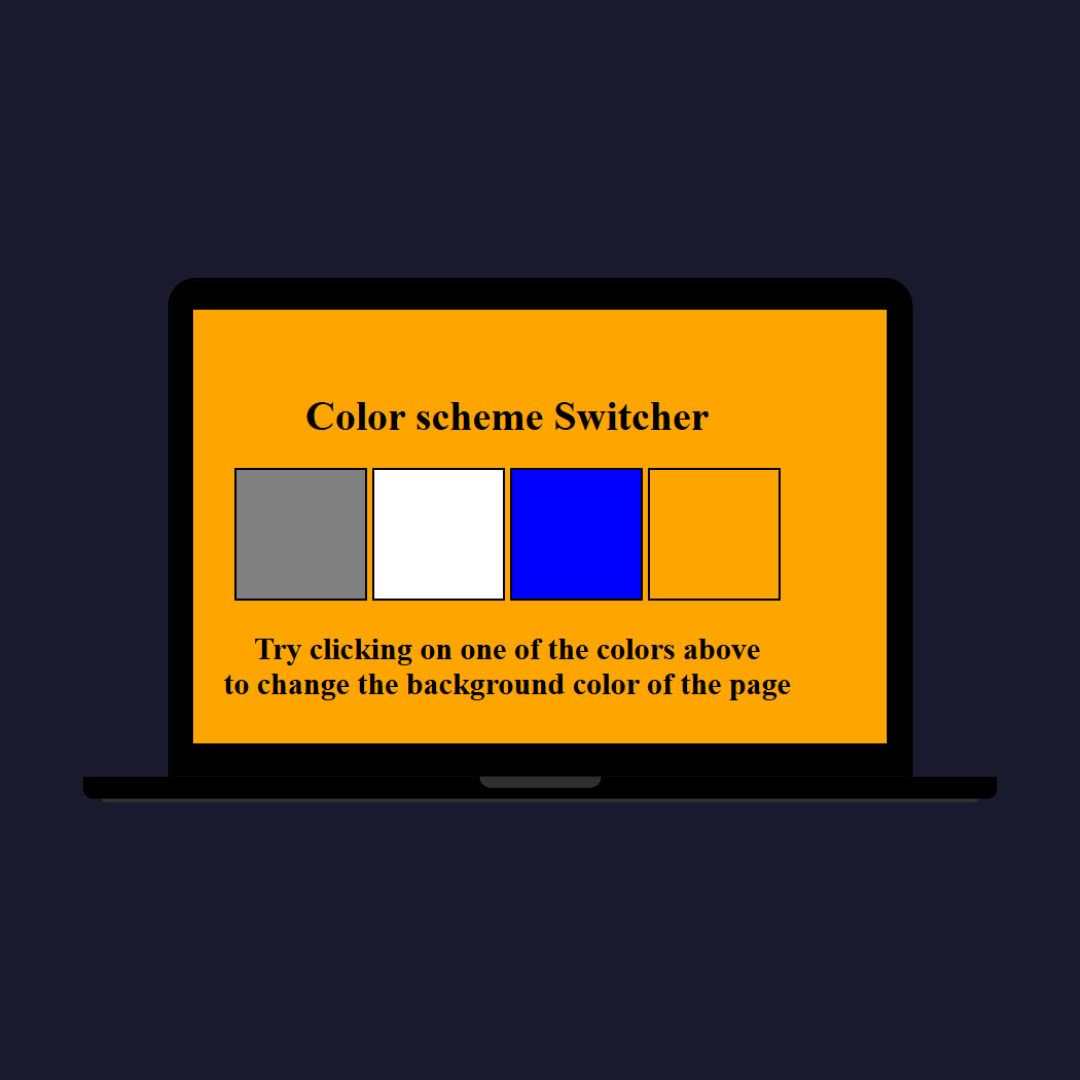 Color scheme Switcher
Try clicking on one of the colors above
to change the background color of the page